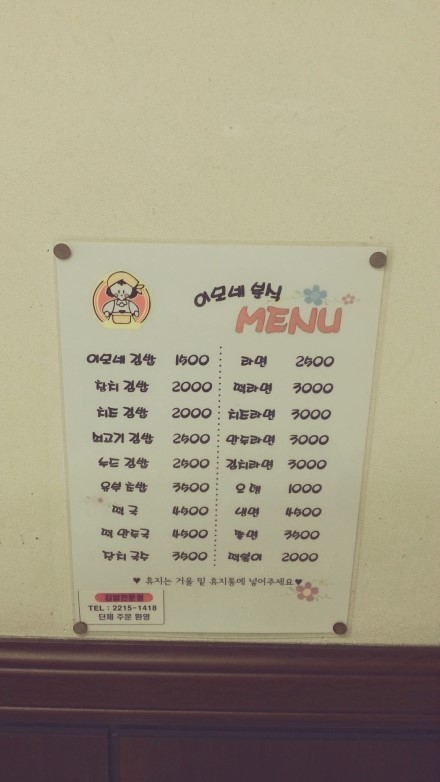 이모네 분식
MENU
이모네 김밥 1500
참치 김밥 2000
치즈 김밥 2000
쇠고기 김밥 2500
누드 김밥 2500
유부 초밥 3500
떡 국 4500
떡 만두국 4500
잔치 국수 3500
라면 2500
떡라면 3000
치즈라면 3000
만두라면 3000
김치라면 3000
오 뎅 1000
냉면 4500
쫄면 3500
떡볶이 2000
♥ 휴지는 거울 밑 휴지통에 넣어주세요♥
김밥전문점
TEL : 2215-1418
단체 주문 환영